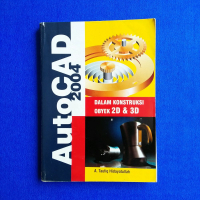 AutoCAD
2004
DALAM KONSTRUKSI
OBYEK 2D & 3D
A. Taufiq Hidayatullah